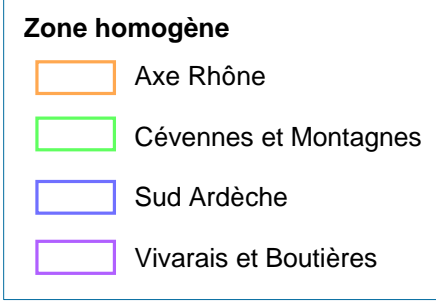 Zone homogène
Axe Rhône
Cévennes et Montagnes
Sud Ardèche
Vivarais et Boutières